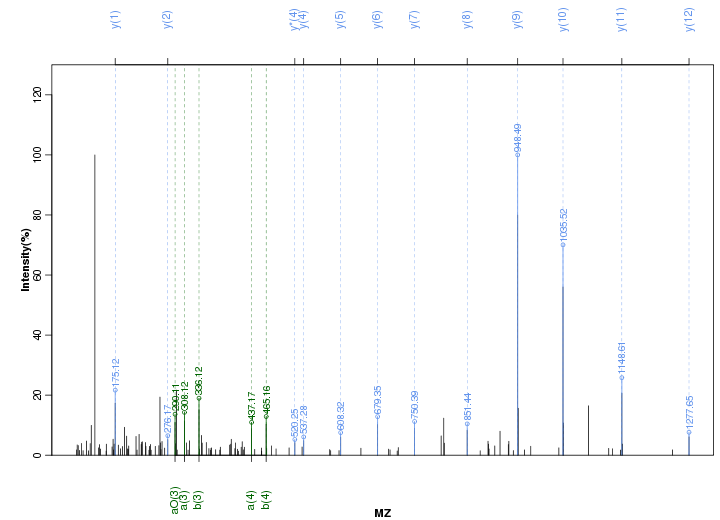 y(1) y(2) y*(4) y(4) y(5) y(6) y(7) y(8) y(9) y(10) y(11) y(12)
Intensity(%)
0 20 40 60 80 100 120
175.12 276.17 290.11 308.12 336.12 437.17 465.16 520.25 537.28 608.32 679.35 750.39 851.44 948.49 1035.52 1148.61 1277.65
aO(3) a(3) b(3) a(4) b(4)
MZ